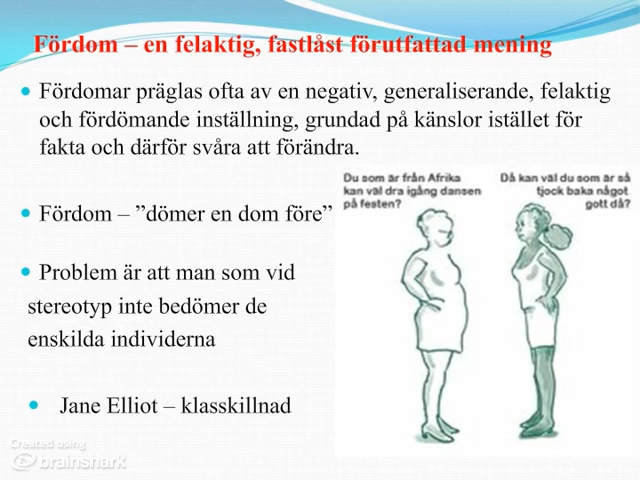 Fördom – en felaktig, fastlåst förutfattad mening
Fördomar präglas ofta av en negativ, generaliserande, felaktig
och fördömande inställning, grundad på känslor istället för
fakta och därför svåra att förändra.
Du som är från Afrika
kan väl dra igång dansen
på festen?
Då kan väl du som är så
tjock baka något
gott då?
Fördom – ”dömer en dom före”
Problem är att man som vid
stereotyp inte bedömer de
enskilda individerna
Jane Elliot – klasskillnad
Created using
brainshark